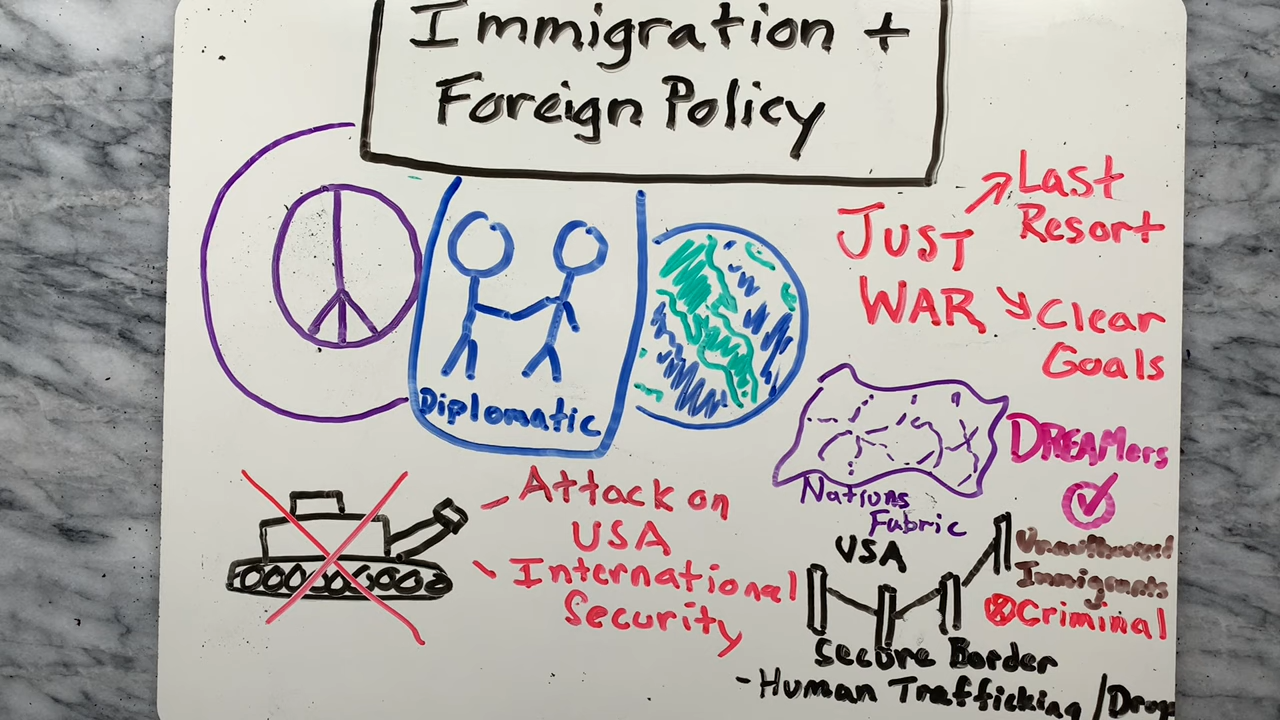 Immigration +
Foreign Policy
Diplomatic
JUST
WAR
Last
Resort
Clear
Goals
Attack on
USA
International
Security
Nations
Fabric
DREAMers
USA
Unauthorized
Immigrants
Criminal
Secure Border
- Human Trafficking / Drugs